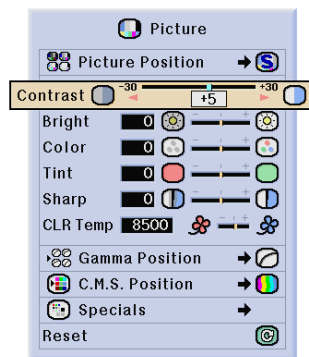 Picture
Picture Position S
Contrast -30 +5 +30
Bright 0 - +
Color 0 - +
Tint 0 - +
Sharp 0 - +
CLR Temp 8500 - +
Gamma Position
C.M.S. Position
Specials
Reset